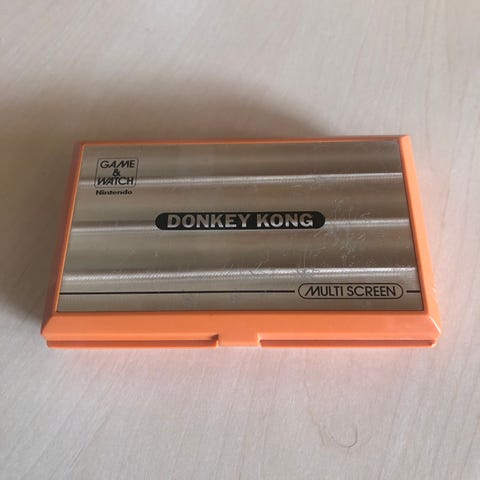 GAME
&
WATCH
Nintendo
DONKEY KONG
MULTI SCREEN